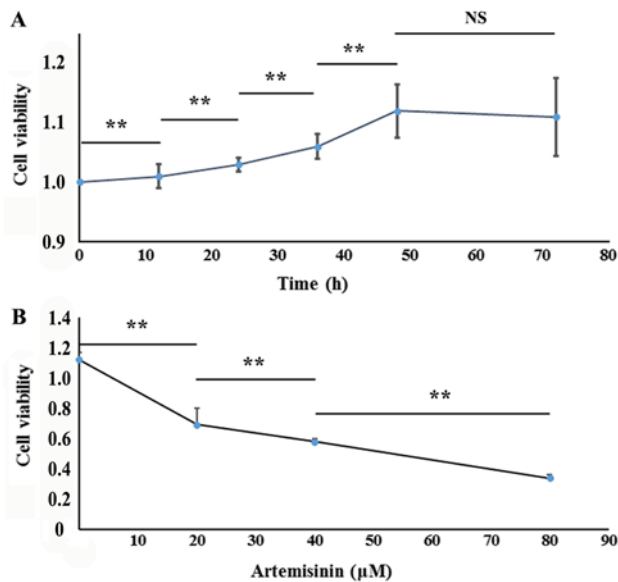 A
NS
**
**
**
**
Cell viability
1.2
1.1
1.0
0.9
0 10 20 30 40 50 60 70 80
Time (h)
B
**
**
**
Cell viability
1.4
1.2
1.0
0.8
0.6
0.4
0.2
0
10 20 30 40 50 60 70 80 90
Artemisinin (μM)